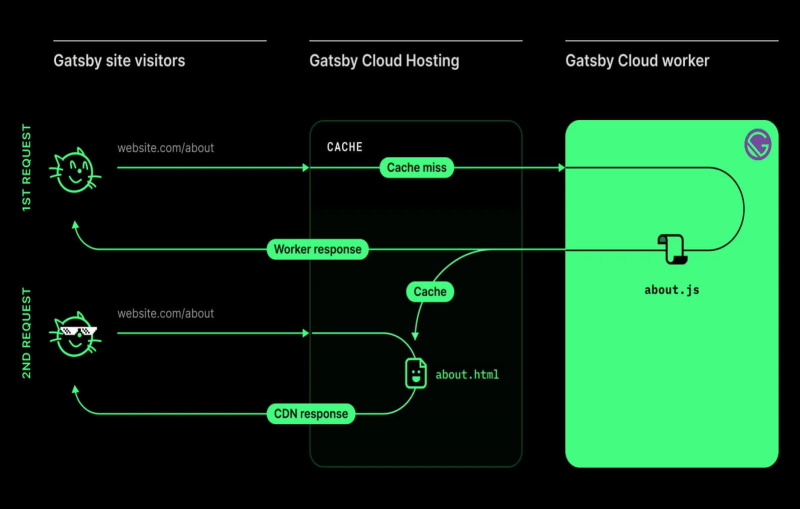 Gatsby site visitors
Gatsby Cloud Hosting
Gatsby Cloud worker
1ST REQUEST
website.com/about
CACHE
Cache miss
Worker response
Cache
about.js
2ND REQUEST
website.com/about
about.html
CDN response